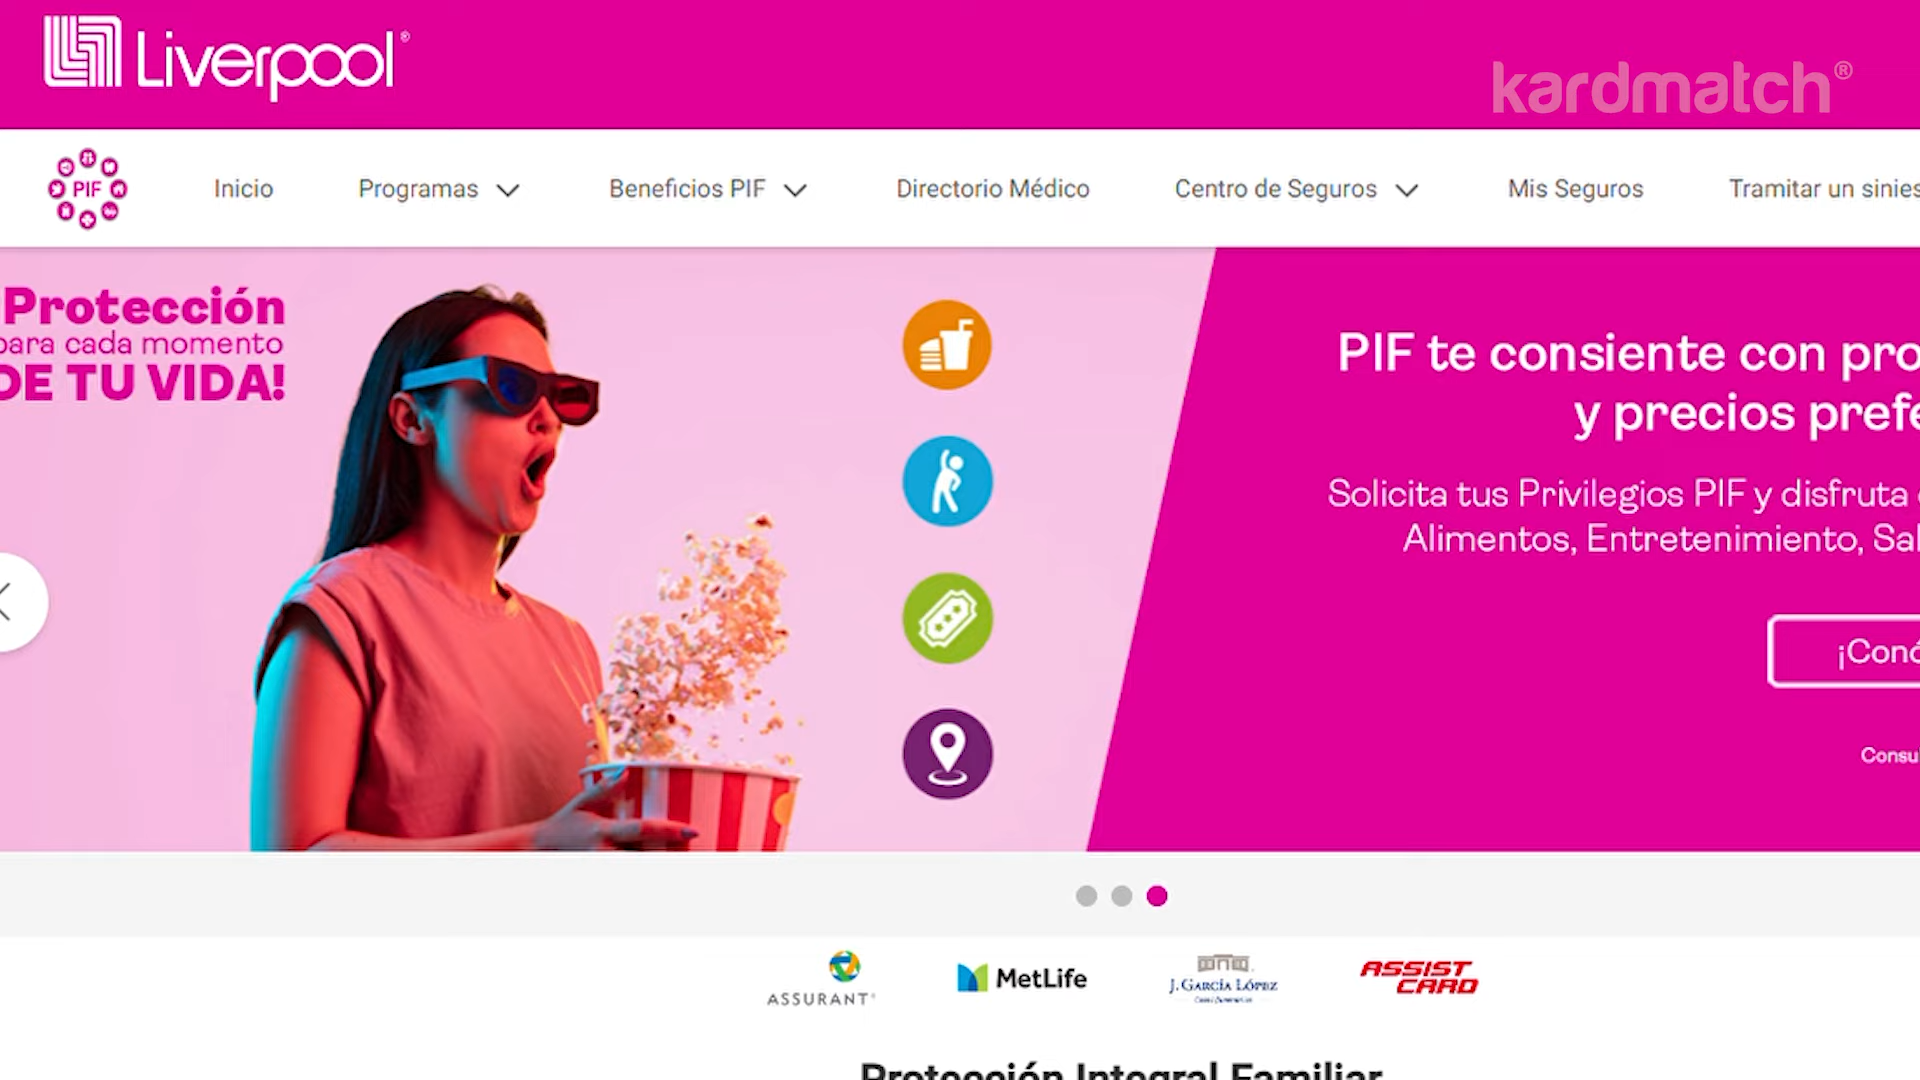 Liverpool®
kardmatch®
PIF
Inicio
Programas
Beneficios PIF
Directorio Médico
Centro de Seguros
Mis Seguros
Tramitar un sinies
Protección
para cada momento
DE TU VIDA!
PIF te consiente con pro
y precios prefe
Solicita tus Privilegios PIF y disfruta
Alimentos, Entretenimiento, Sal
¡Conó
Consu
ASSURANT®
MetLife
J. García López
ASSIST
CARD
Protección Integral Familiar